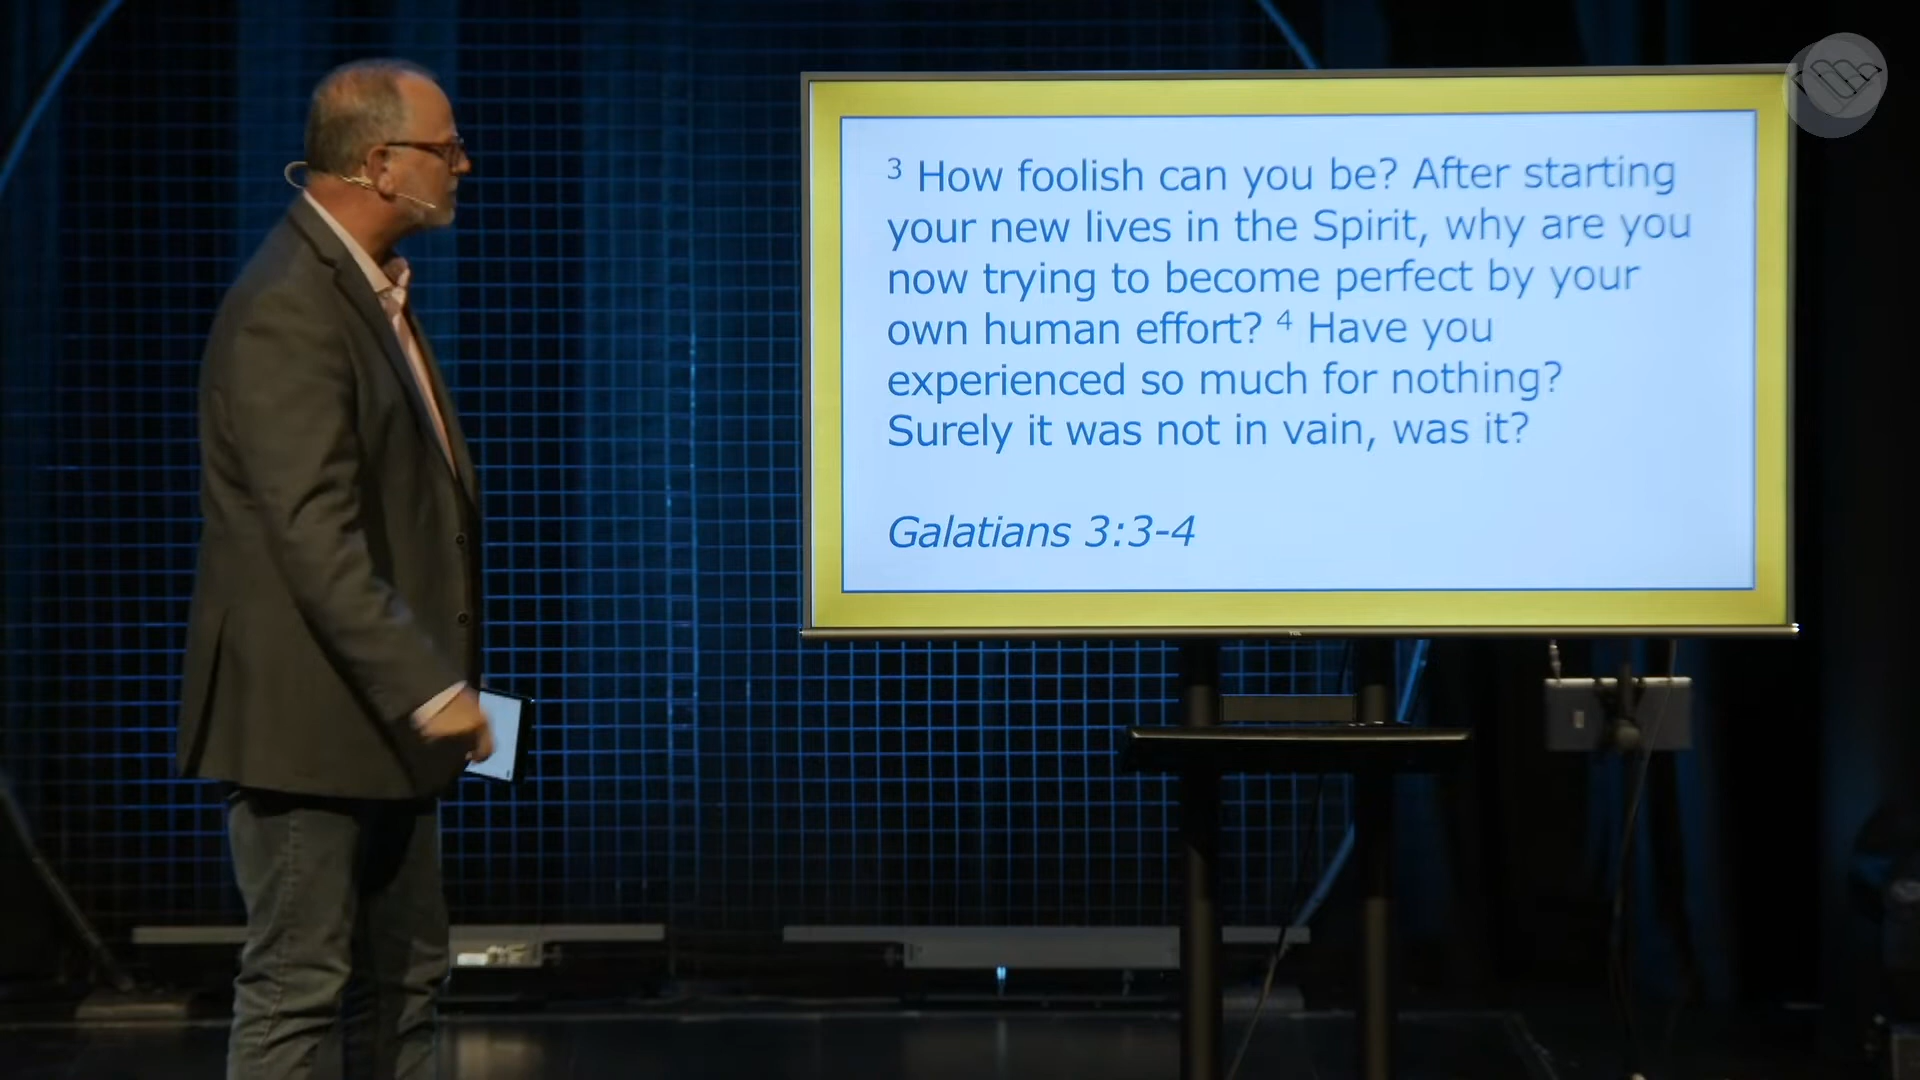 3 How foolish can you be? After starting
your new lives in the Spirit, why are you
now trying to become perfect by your
own human effort? 4 Have you
experienced so much for nothing?
Surely it was not in vain, was it?
Galatians 3:3-4